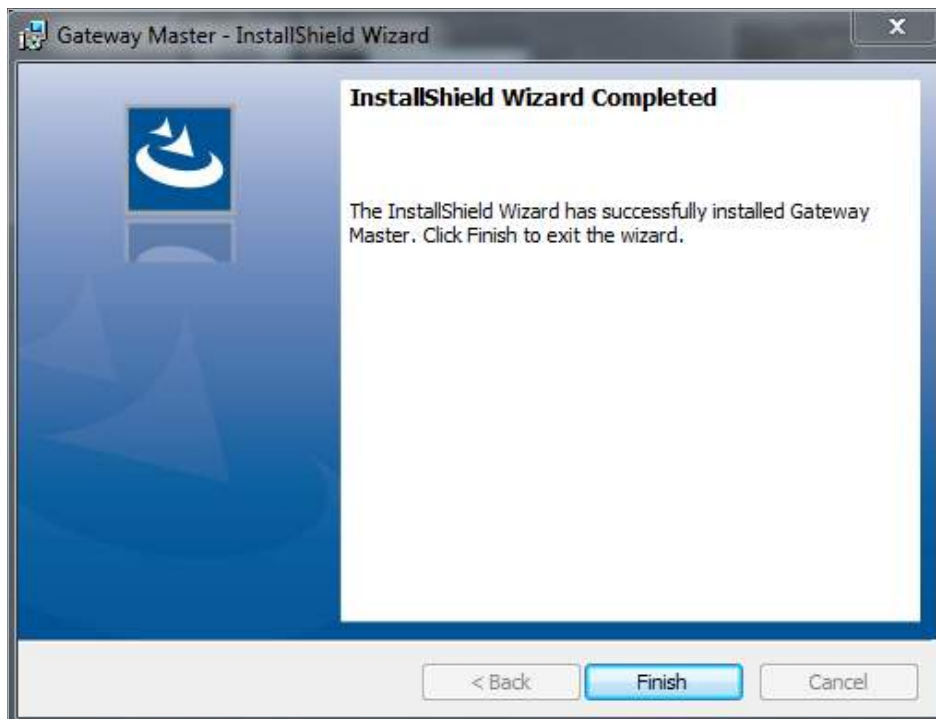 Gateway Master - InstallShield Wizard
InstallShield Wizard Completed
The InstallShield Wizard has successfully installed Gateway
Master. Click Finish to exit the wizard.
< Back
Finish
Cancel